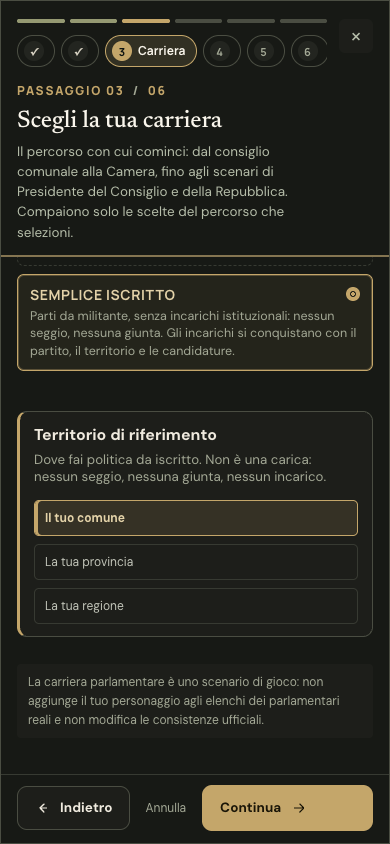 ✓ ✓ 3 Carriera 4 5 6 ✕
PASSAGGIO 03 / 06
Scegli la tua carriera
Il percorso con cui cominci: dal consiglio
comunale alla Camera, fino agli scenari di
Presidente del Consiglio e della Repubblica.
Compaiono solo le scelte del percorso che
selezioni.
SEMPLICE ISCRITTO
Parti da militante, senza incarichi istituzionali: nessun
seggio, nessuna giunta. Gli incarichi si conquistano con il
partito, il territorio e le candidature.
Territorio di riferimento
Dove fai politica da iscritto. Non è una carica:
nessun seggio, nessuna giunta, nessun incarico.
Il tuo comune
La tua provincia
La tua regione
La carriera parlamentare è uno scenario di gioco: non
aggiunge il tuo personaggio agli elenchi dei parlamentari
reali e non modifica le consistenze ufficiali.
← Indietro Annulla Continua →